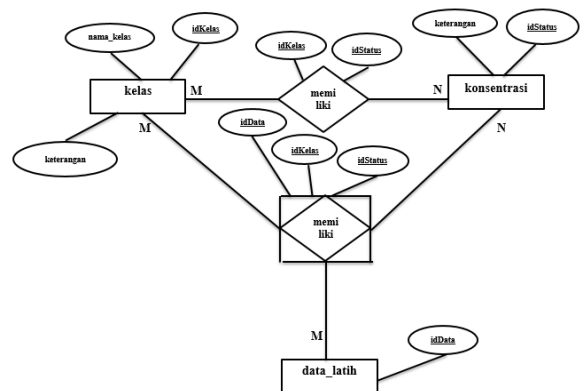 nama_kelas
idKelas
idKelas
idStatus
keterangan
idStatus
kelas
M
memi
liki
N
konsentrasi
M
idData
idKelas
idStatus
N
keterangan
memi
liki
M
idData
data_latih